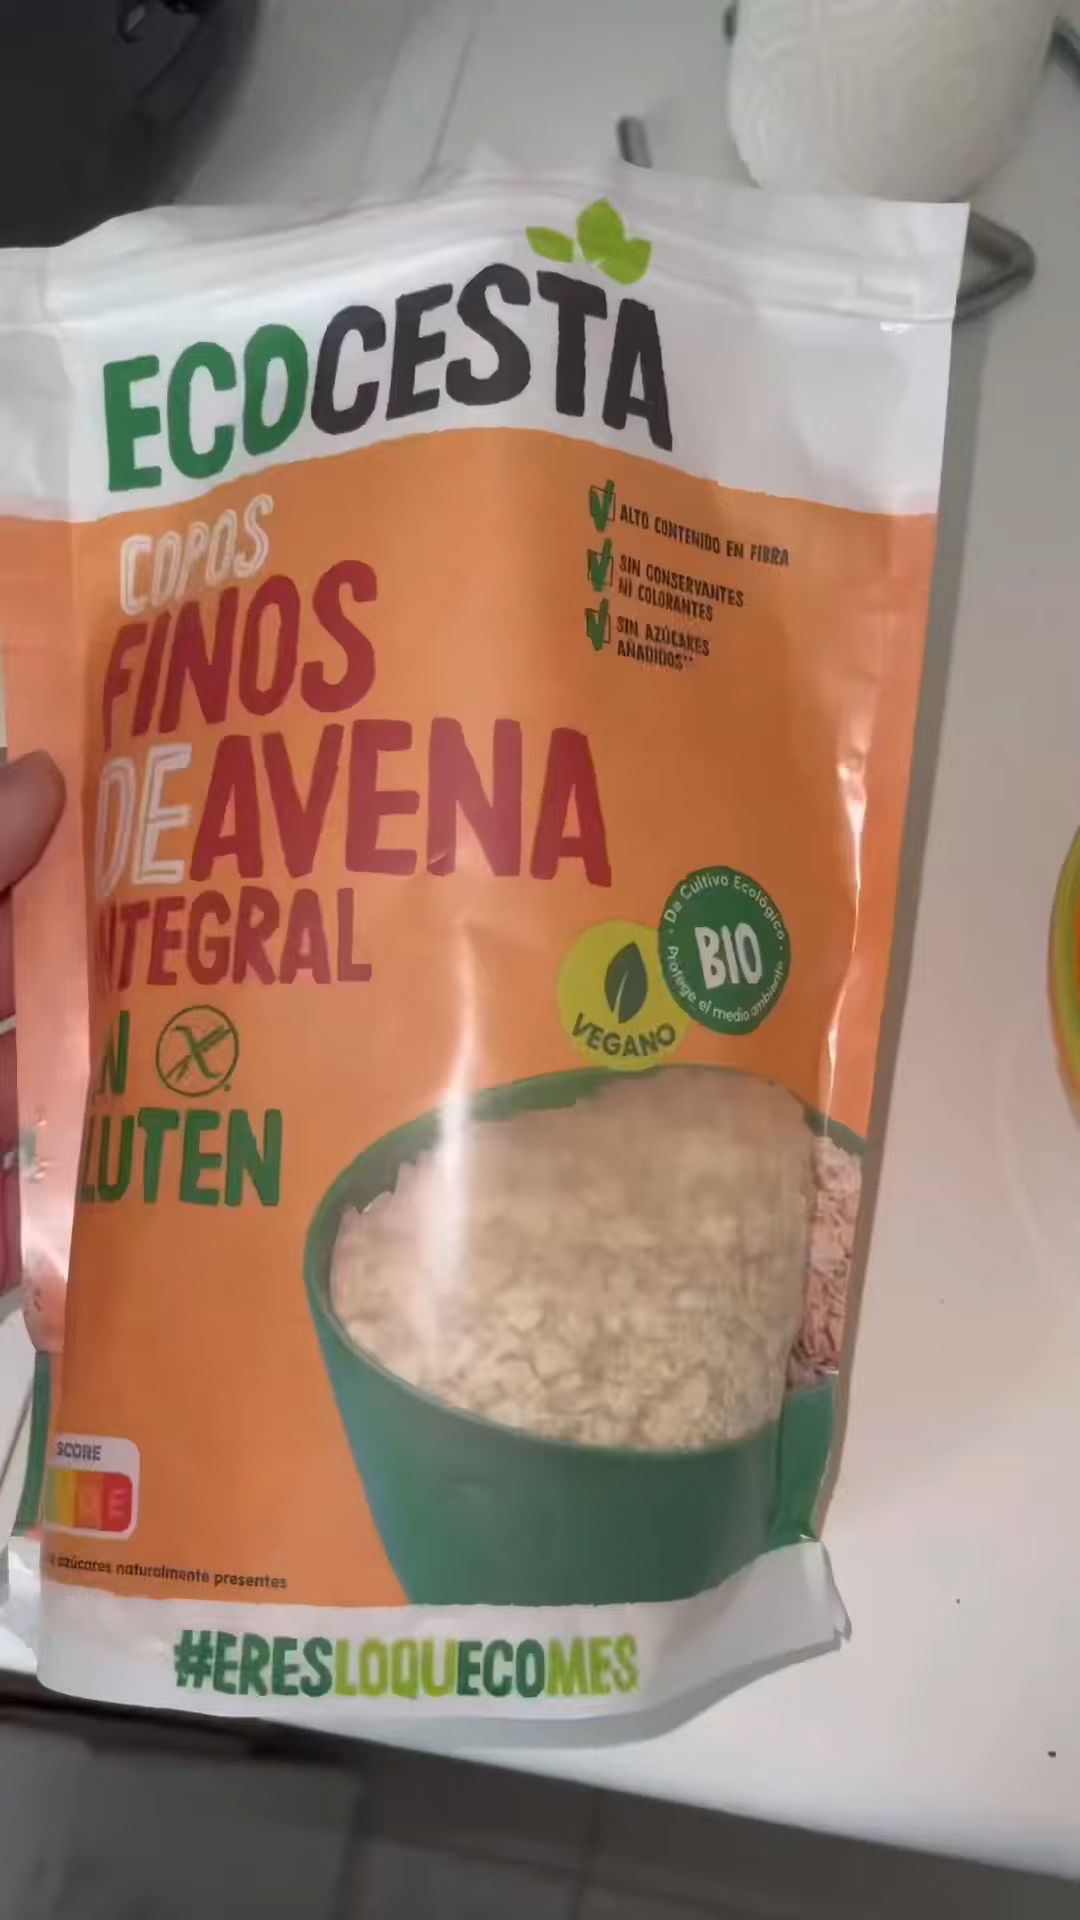 ECOCESTA
COPOS
FINOS
DE AVENA
INTEGRAL
LUTEN
ALTO CONTENIDO EN FIBRA
SIN CONSERVANTES
NI COLORANTES
SIN AZÚCARES
AÑADIDOS**
De Cultivo Ecológico
BIO
Protege el medio ambiente
VEGANO
SCORE
E
azúcares naturalmente presentes
#ERESLOQUECOMES